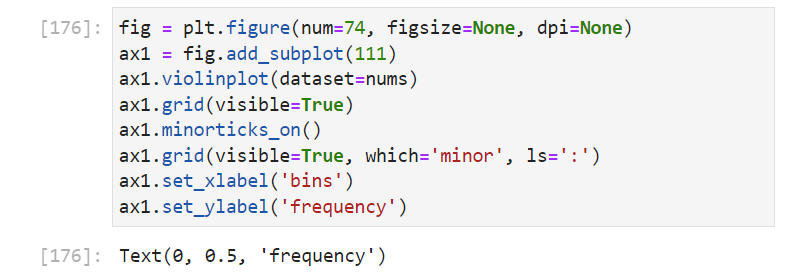 [176]: fig = plt.figure(num=74, figsize=None, dpi=None)
ax1 = fig.add_subplot(111)
ax1.violinplot(dataset=nums)
ax1.grid(visible=True)
ax1.minorticks_on()
ax1.grid(visible=True, which='minor', ls=':')
ax1.set_xlabel('bins')
ax1.set_ylabel('frequency')
[176]: Text(0, 0.5, 'frequency')